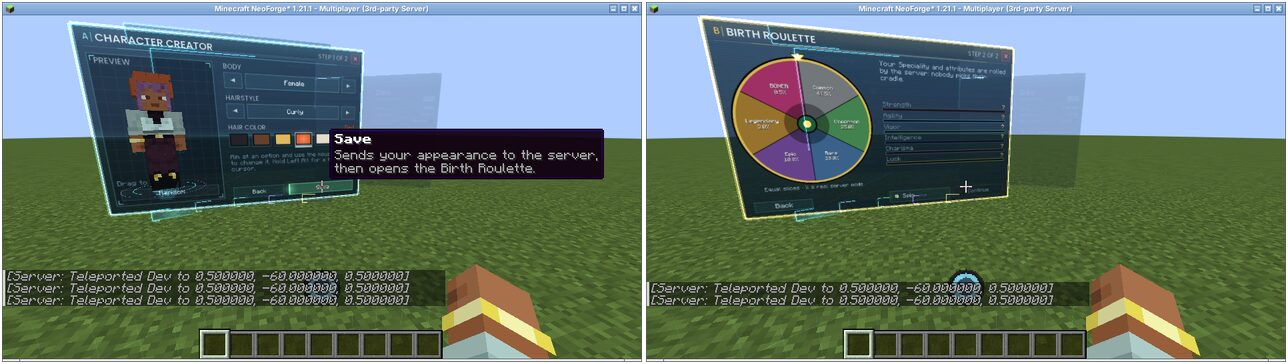 Minecraft NeoForge* 1.21.1 - Multiplayer (3rd-party Server)
A| CHARACTER CREATOR
STEP 1 OF 2
PREVIEW
BODY
Female
HAIRSTYLE
Curly
HAIR COLOR
Save
Sends your appearance to the server,
then opens the Birth Roulette.
Drag to
Random
Back
[Server: Teleported Dev to 0.500000, -60.000000, 0.500000]
[Server: Teleported Dev to 0.500000, -60.000000, 0.500000]
[Server: Teleported Dev to 0.500000, -60.000000, 0.500000]
Minecraft NeoForge* 1.21.1 - Multiplayer (3rd-party Server)
B| BIRTH ROULETTE
STEP 2 OF 2
Your Speciality and attributes are rolled
by the server: nobody picks their
cradle.
Common
Uncommon
Rare
Epic
Legendary
Strength ?
Agility ?
Vigor ?
Intelligence ?
Charisma ?
Luck ?
Spin
Back
Continue
[Server: Teleported Dev to 0.500000, -60.000000, 0.500000]
[Server: Teleported Dev to 0.500000, -60.000000, 0.500000]